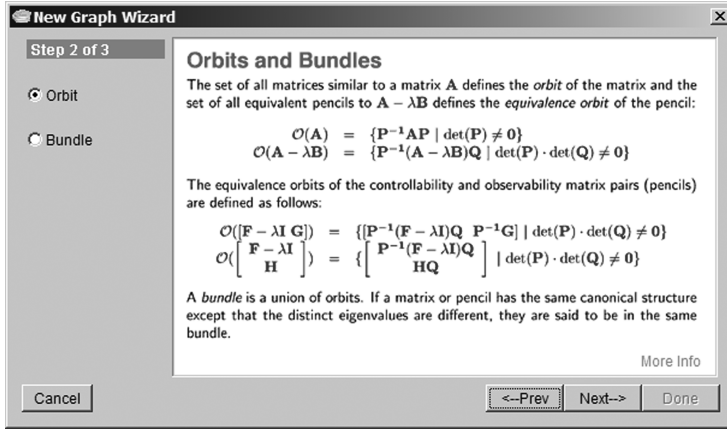 New Graph Wizard
Step 2 of 3
Orbit
Bundle
Orbits and Bundles
The set of all matrices similar to a matrix A defines the orbit of the matrix and the
set of all equivalent pencils to A − λB defines the equivalence orbit of the pencil:
𝒪(A) = {P⁻¹AP | det(P) ≠ 0}
𝒪(A − λB) = {P⁻¹(A − λB)Q | det(P) · det(Q) ≠ 0}
The equivalence orbits of the controllability and observability matrix pairs (pencils)
are defined as follows:
𝒪([F − λI G]) = {[P⁻¹(F − λI)Q P⁻¹G] | det(P) · det(Q) ≠ 0}
𝒪([F − λI
H]) = {[P⁻¹(F − λI)Q
HQ] | det(P) · det(Q) ≠ 0}
A bundle is a union of orbits. If a matrix or pencil has the same canonical structure
except that the distinct eigenvalues are different, they are said to be in the same
bundle.
More Info
Cancel
<--Prev
Next-->
Done